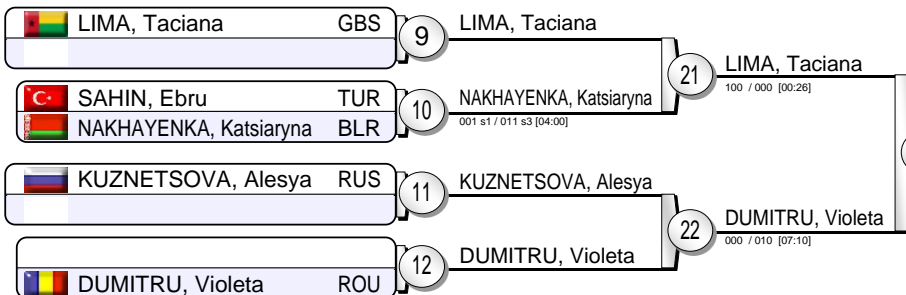 LIMA, Taciana GBS
9
LIMA, Taciana
21
LIMA, Taciana
100 / 000 [00:26]
SAHIN, Ebru TUR
NAKHAYENKA, Katsiaryna BLR
10
NAKHAYENKA, Katsiaryna
001 s1 / 011 s3 [04:00]
KUZNETSOVA, Alesya RUS
11
KUZNETSOVA, Alesya
22
DUMITRU, Violeta
000 / 010 [07:10]
DUMITRU, Violeta ROU
12
DUMITRU, Violeta